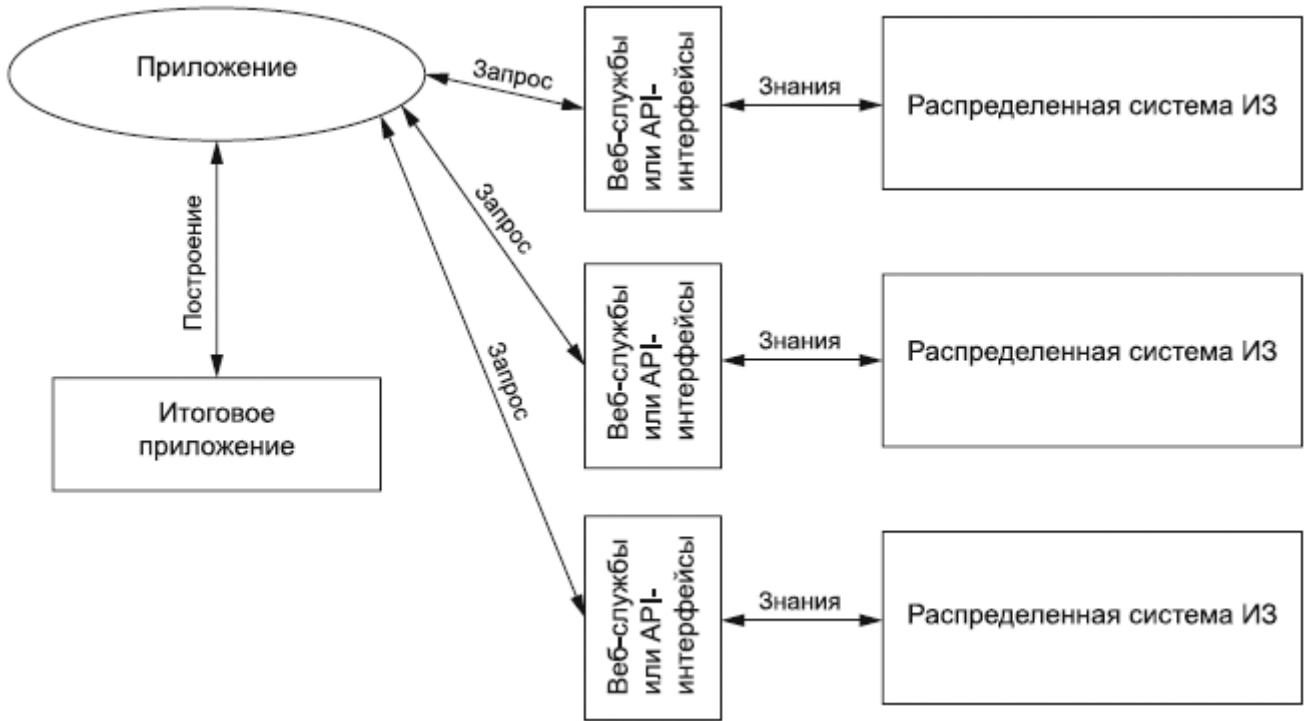 Приложение
Запрос
Веб-службы
или API-
интерфейсы
Знания
Распределенная система ИЗ
Построение
Запрос
Веб-службы
или API-
интерфейсы
Знания
Распределенная система ИЗ
Итоговое
приложение
Запрос
Веб-службы
или API-
интерфейсы
Знания
Распределенная система ИЗ